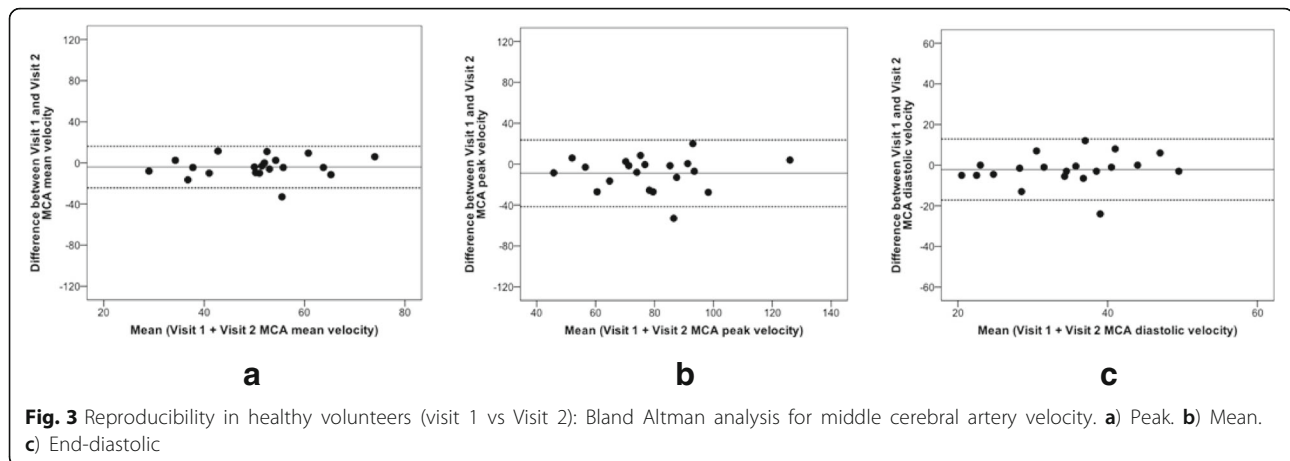 Difference between Visit 1 and Visit 2
MCA mean velocity
120
80
40
0
-40
-80
-120
20
40
60
80
Mean (Visit 1 + Visit 2 MCA mean velocity)
a
Difference between Visit 1 and Visit 2
MCA peak velocity
120
80
40
0
-40
-80
-120
40
60
80
100
120
140
Mean (Visit 1 + Visit 2 MCA peak velocity)
b
Difference between Visit 1 and Visit 2
MCA diastolic velocity
60
40
20
0
-20
-40
-60
20
40
60
Mean (Visit 1 + Visit 2 MCA diastolic velocity)
c
Fig. 3 Reproducibility in healthy volunteers (visit 1 vs Visit 2): Bland Altman analysis for middle cerebral artery velocity. a) Peak. b) Mean.
c) End-diastolic